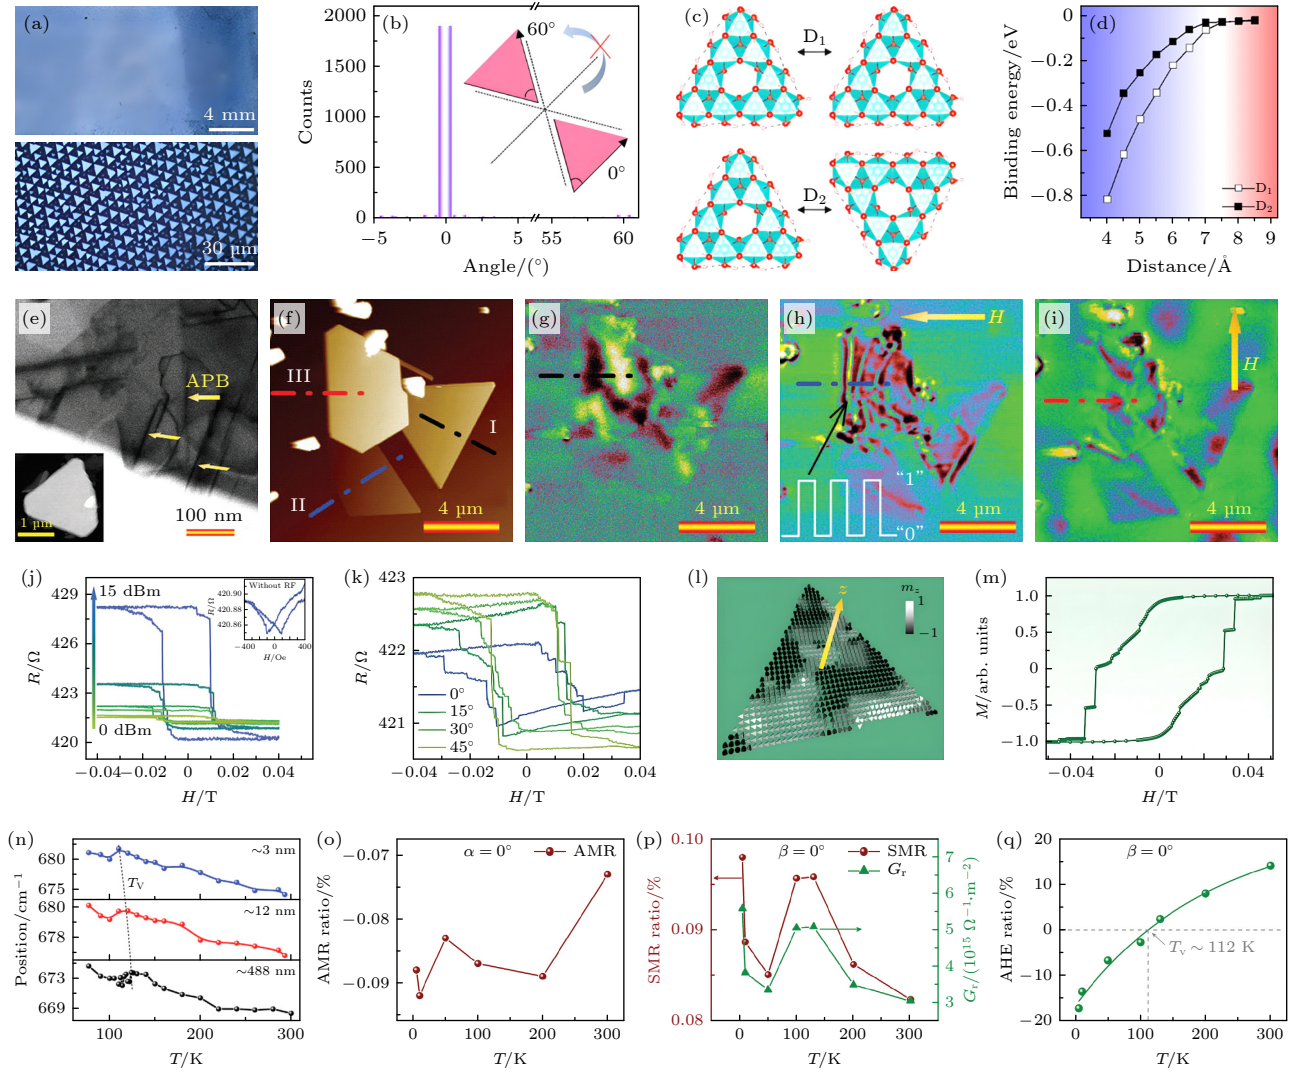 (a)
4 mm
30 µm
(b)
Counts
2000
1500
1000
500
0
−5
0
5
55
60
Angle/(°)
60°
0°
(c)
D1
D2
(d)
Binding energy/eV
0
−0.2
−0.4
−0.6
−0.8
4
5
6
7
8
9
Distance/Å
D1
D2
(e)
APB
1 µm
100 nm
(f)
III
I
II
4 µm
(g)
4 µm
(h)
H
“1”
“0”
4 µm
(i)
H
4 µm
(j)
R/Ω
429
426
423
420
15 dBm
0 dBm
Without RF
R/Ω
420.90
420.88
420.86
−400
0
400
H/Oe
−0.04
−0.02
0
0.02
0.04
H/T
(k)
R/Ω
423
422
421
0°
15°
30°
45°
−0.04
−0.02
0
0.02
0.04
H/T
(l)
z
mz
1
−1
(m)
M/arb. units
1.0
0.5
0
−0.5
−1.0
−0.04
0
0.04
H/T
(n)
Position/cm−1
680
675
680
678
673
669
~3 nm
TV
~12 nm
~488 nm
100
200
300
T/K
(o)
α = 0°
AMR
AMR ratio/%
−0.07
−0.08
−0.09
0
100
200
300
T/K
(p)
β = 0°
SMR
Gr
SMR ratio/%
0.10
0.09
0.08
7
6
5
4
3
Gr/(10^15 Ω−1·m−2)
0
100
200
300
T/K
(q)
β = 0°
AHE ratio/%
20
10
0
−10
−20
Tv ~ 112 K
0
100
200
300
T/K